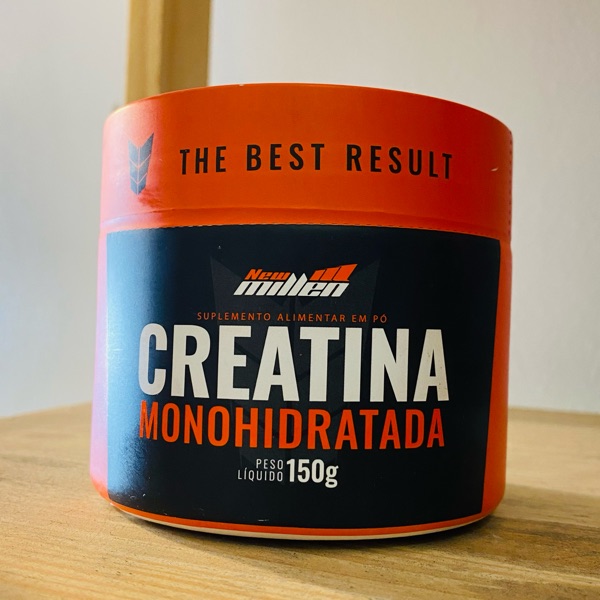 THE BEST RESULT
New
millen
SUPLEMENTO ALIMENTAR EM PÓ
CREATINA
MONOHIDRATADA
PESO
LÍQUIDO 150g